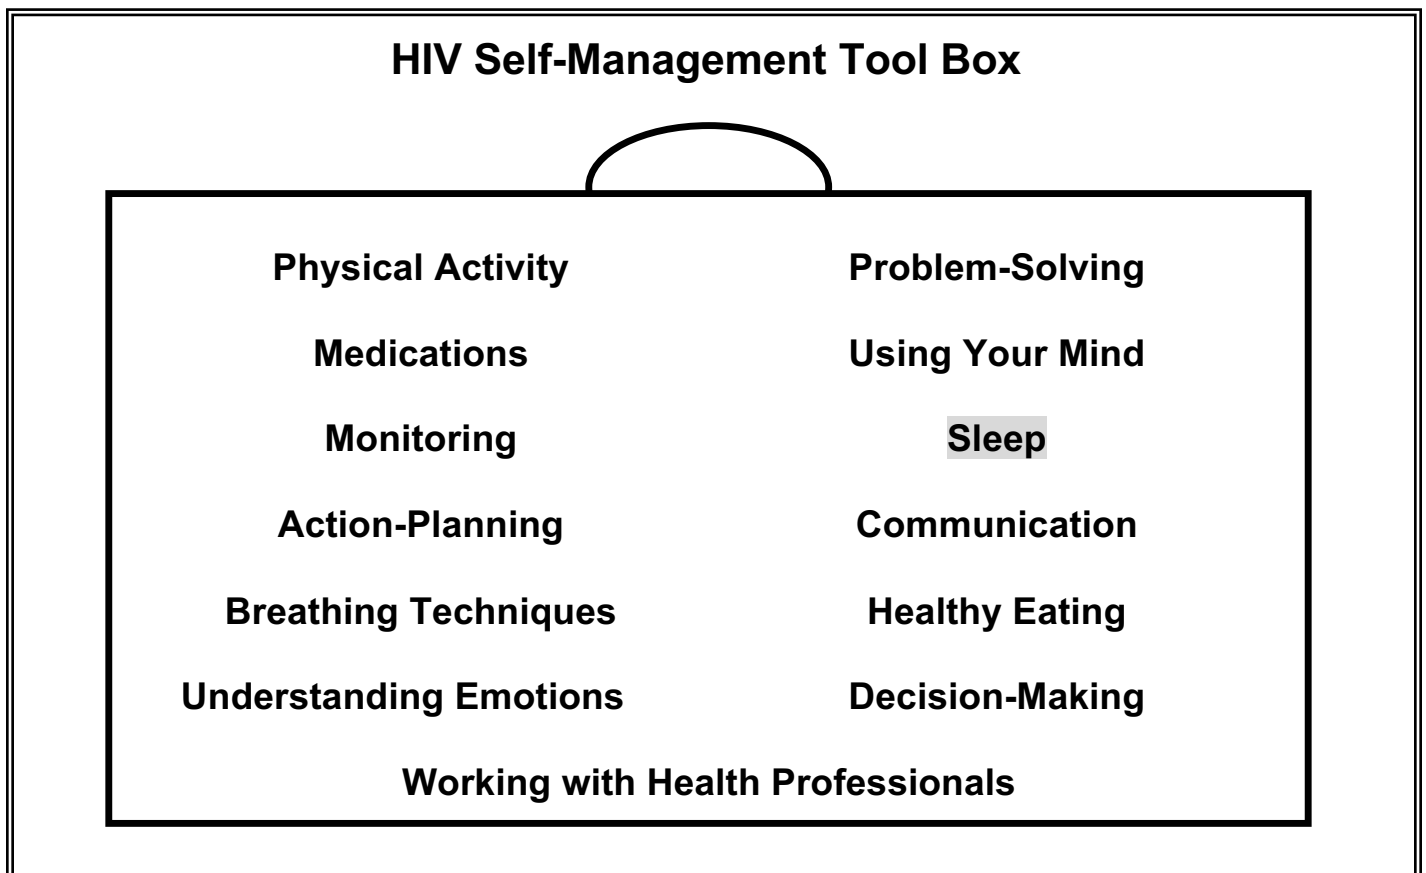 HIV Self-Management Tool Box
Physical Activity Problem-Solving
Medications Using Your Mind
Monitoring Sleep
Action-Planning Communication
Breathing Techniques Healthy Eating
Understanding Emotions Decision-Making
Working with Health Professionals